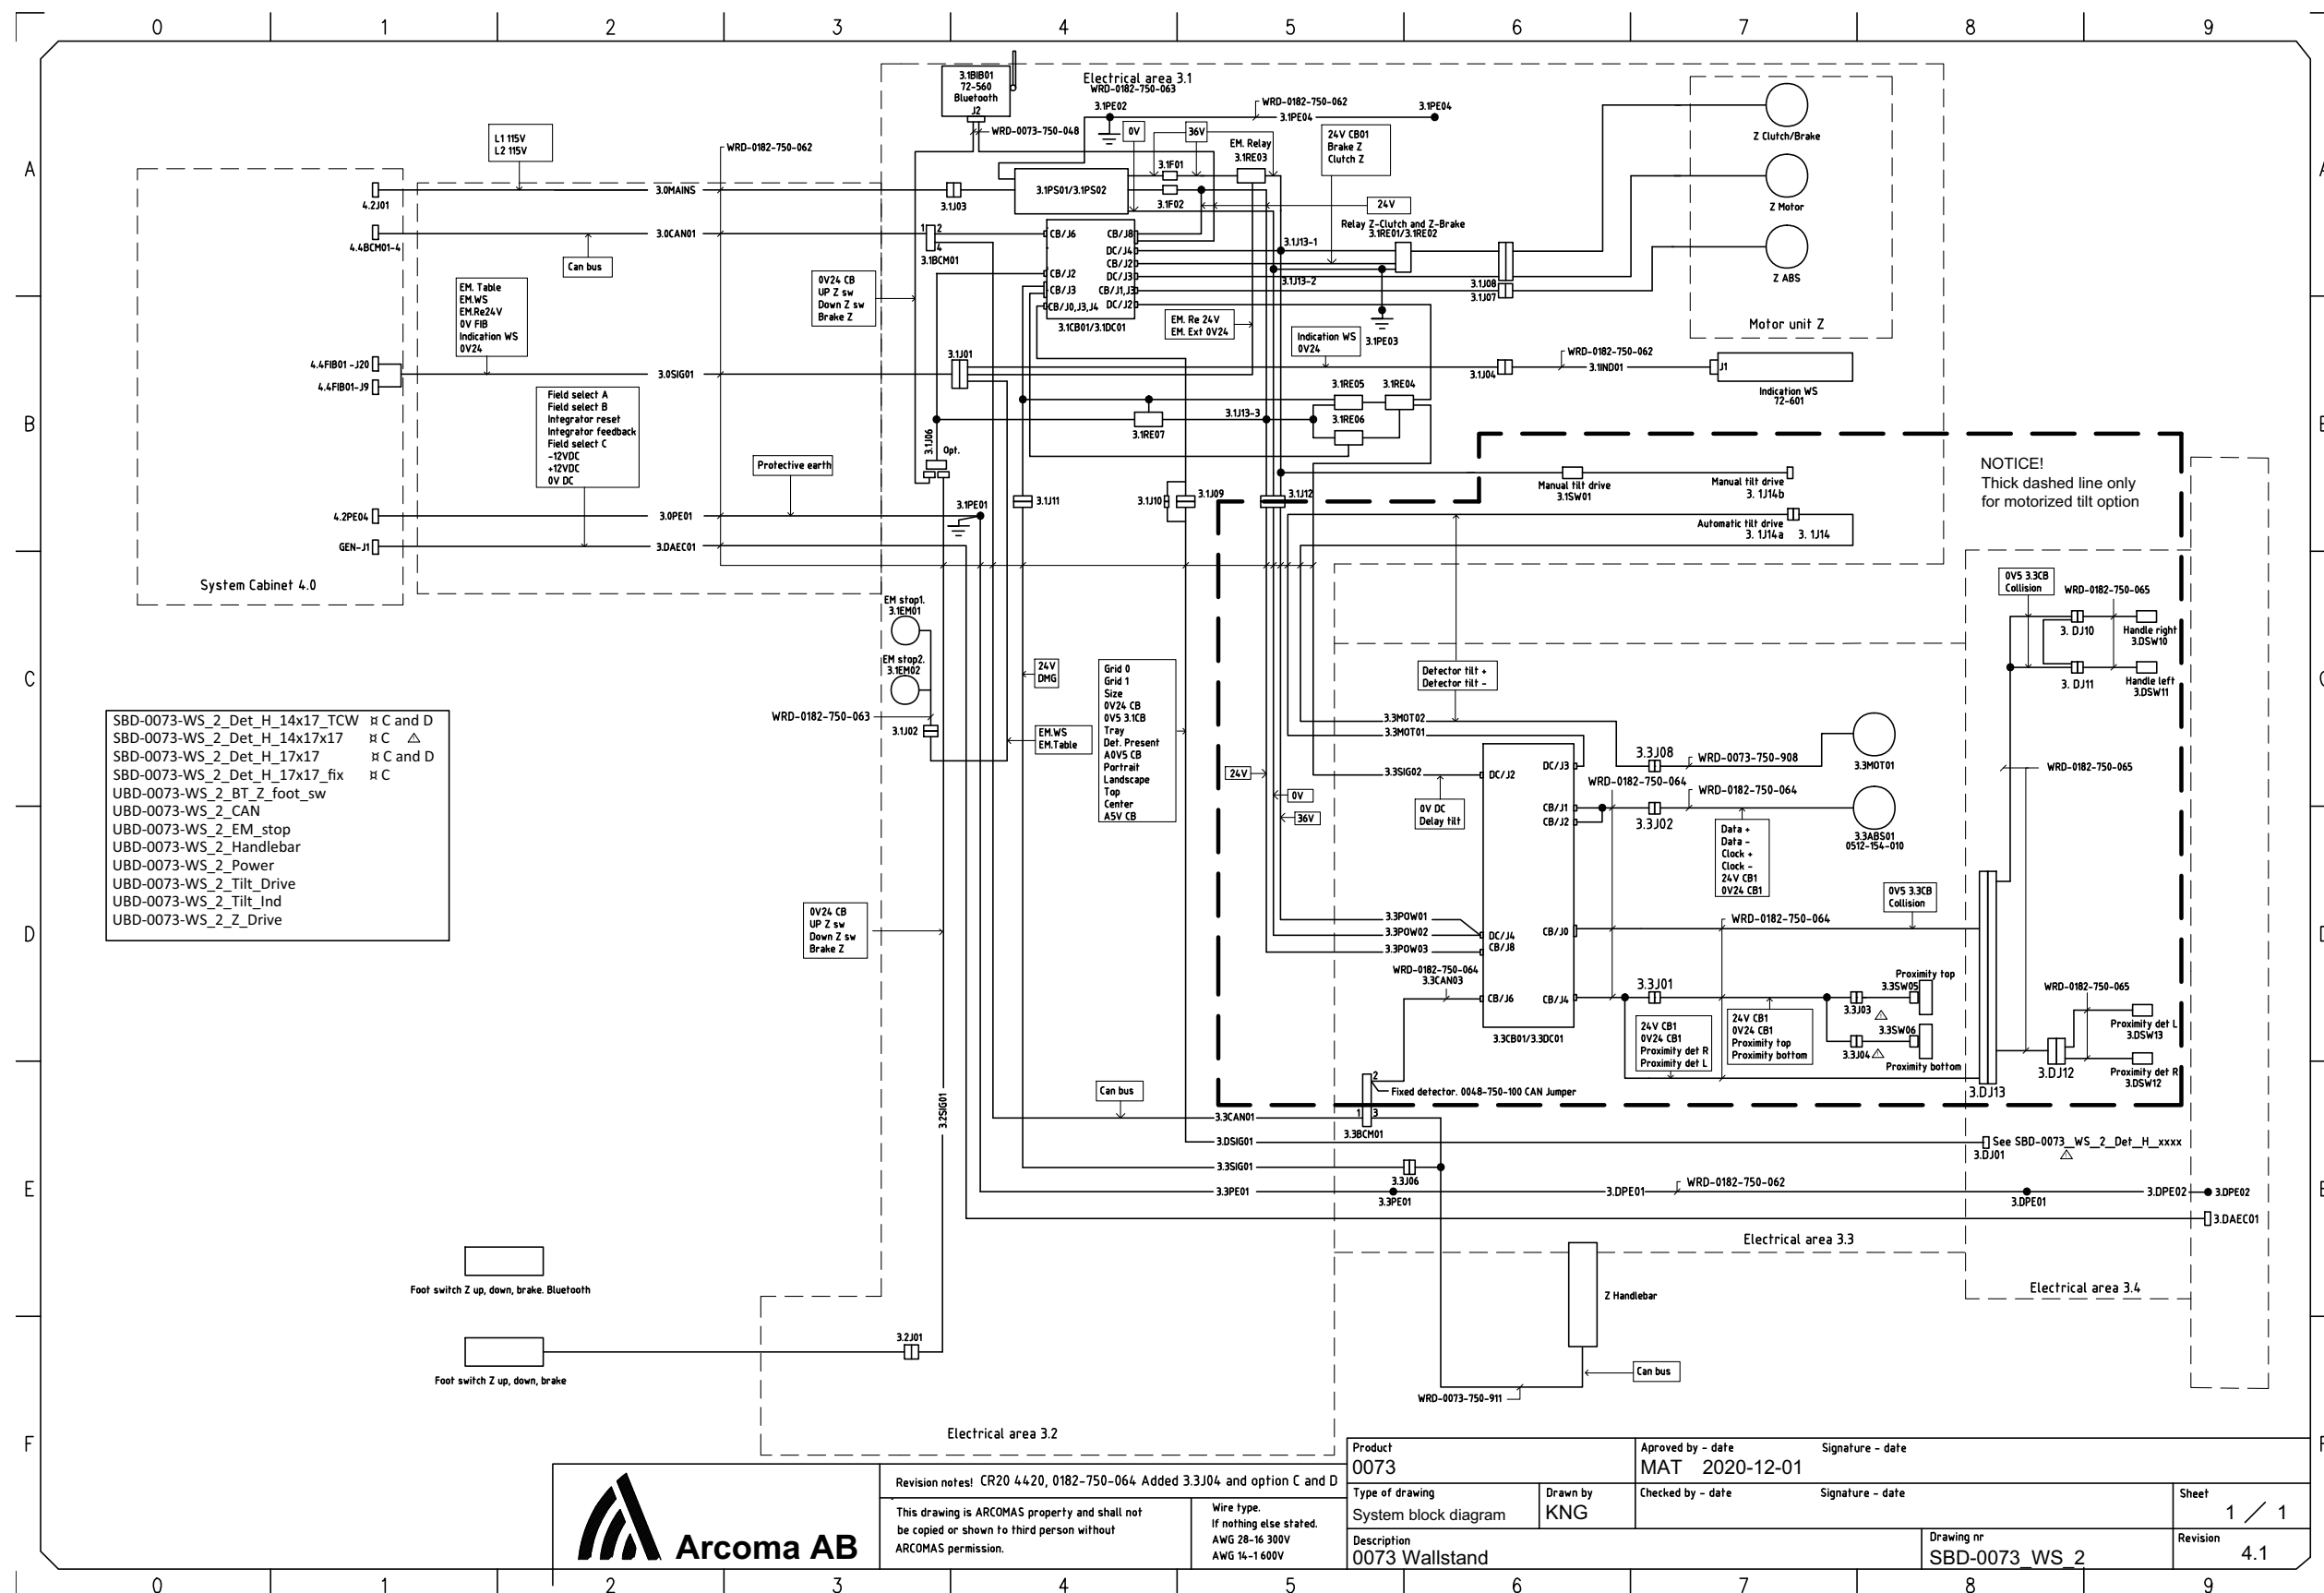 0 1 2 3 4 5 6 7 8 9
A
B
C
D
E
F
Electrical area 3.1
WRD-0182-750-063
3.1BIB01
72-560
Bluetooth
J2
WRD-0073-750-048
3.1PE02
WRD-0182-750-062
3.1PE04
3.1PE04
0V
36V
EM. Relay
3.1RE03
24V CB01
Brake Z
Clutch Z
Z Clutch/Brake
Z Motor
Z ABS
Motor unit Z
L1 115V
L2 115V
WRD-0182-750-062
4.2J01
3.0MAINS
3.1J03
3.1PS01/3.1PS02
3.1F01
3.1F02
24V
Relay Z-Clutch and Z-Brake
3.1RE01/3.1RE02
4.4BCM01-4
3.0CAN01
Can bus
1
2
4
3.1BCM01
CB/J6
CB/J2
CB/J3
CB/J0,J3,J4
CB/J8
DC/J4
CB/J2
DC/J3
CB/J1,J3
DC/J2
3.1CB01/3.1DC01
3.1J13-1
3.1J13-2
3.1J08
3.1J07
3.1PE03
EM. Table
EM.WS
EM.Re24V
0V FIB
Indication WS
0V24
0V24 CB
UP Z sw
Down Z sw
Brake Z
EM. Re 24V
EM. Ext 0V24
Indication WS
0V24
4.4FIB01 -J20
4.4FIB01-J9
3.0SIG01
3.1J01
3.1J04
WRD-0182-750-062
3.1IND01
J1
Indication WS
72-601
Field select A
Field select B
Integrator reset
Integrator feedback
Field select C
-12VDC
+12VDC
0V DC
Protective earth
3.1J06
Opt.
3.1RE07
3.1J13-3
3.1RE05
3.1RE04
3.1RE06
Manual tilt drive
3.1SW01
Manual tilt drive
3. 1J14b
Automatic tilt drive
3. 1J14a
3. 1J14
NOTICE!
Thick dashed line only
for motorized tilt option
4.2PE04
3.0PE01
3.1PE01
3.1J11
3.1J10
3.1J09
3.1J12
GEN-J1
3.DAEC01
System Cabinet 4.0
EM stop1.
3.1EM01
EM stop2.
3.1EM02
WRD-0182-750-063
3.1J02
24V
DMG
EM.WS
EM.Table
Grid 0
Grid 1
Size
0V24 CB
0V5 3.1CB
Tray
Det. Present
A0V5 CB
Portrait
Landscape
Top
Center
A5V CB
24V
0V
36V
Detector tilt +
Detector tilt -
3.3MOT02
3.3MOT01
3.3SIG02
0V DC
Delay tilt
DC/J2
DC/J3
CB/J1
CB/J2
DC/J4
CB/J8
CB/J0
CB/J6
CB/J4
3.3CB01/3.3DC01
3.3J08
WRD-0073-750-908
WRD-0182-750-064
WRD-0182-750-064
3.3J02
3.3MOT01
3.3ABS01
0512-154-010
Data +
Data -
Clock +
Clock -
24V CB1
0V24 CB1
0V5 3.3CB
Collision
WRD-0182-750-065
3. DJ10
Handle right
3.DSW10
3. DJ11
Handle left
3.DSW11
WRD-0182-750-065
0V5 3.3CB
Collision
WRD-0182-750-064
3.3POW01
3.3POW02
3.3POW03
WRD-0182-750-064
3.3CAN03
3.3J01
24V CB1
0V24 CB1
Proximity det R
Proximity det L
24V CB1
0V24 CB1
Proximity top
Proximity bottom
Proximity top
3.3SW05
3.3J03
3.3SW06
3.3J04
Proximity bottom
WRD-0182-750-065
Proximity det L
3.DSW13
Proximity det R
3.DSW12
3.DJ12
3.DJ13
SBD-0073-WS_2_Det_H_14x17_TCW ¤ C and D
SBD-0073-WS_2_Det_H_14x17x17 ¤ C
SBD-0073-WS_2_Det_H_17x17 ¤ C and D
SBD-0073-WS_2_Det_H_17x17_fix ¤ C
UBD-0073-WS_2_BT_Z_foot_sw
UBD-0073-WS_2_CAN
UBD-0073-WS_2_EM_stop
UBD-0073-WS_2_Handlebar
UBD-0073-WS_2_Power
UBD-0073-WS_2_Tilt_Drive
UBD-0073-WS_2_Tilt_Ind
UBD-0073-WS_2_Z_Drive
0V24 CB
UP Z sw
Down Z sw
Brake Z
3.2SIG01
Can bus
2
Fixed detector. 0048-750-100 CAN Jumper
1
3
3.3BCM01
3.3CAN01
3.DSIG01
3.DJ01
See SBD-0073_WS_2_Det_H_xxxx
3.3SIG01
3.3J06
3.3PE01
3.3PE01
3.DPE01
WRD-0182-750-062
3.DPE01
3.DPE02
3.DPE02
3.DAEC01
Electrical area 3.3
Electrical area 3.4
Z Handlebar
Can bus
WRD-0073-750-911
Foot switch Z up, down, brake. Bluetooth
3.2J01
Foot switch Z up, down, brake
Electrical area 3.2
Arcoma AB
Revision notes! CR20 4420, 0182-750-064 Added 3.3J04 and option C and D
This drawing is ARCOMAS property and shall not
be copied or shown to third person without
ARCOMAS permission.
Wire type.
If nothing else stated.
AWG 28-16 300V
AWG 14-1 600V
Product
0073
Aproved by - date
Signature - date
MAT 2020-12-01
Type of drawing
System block diagram
Drawn by
KNG
Checked by - date
Signature - date
Sheet
1 / 1
Description
0073 Wallstand
Drawing nr
SBD-0073_WS_2
Revision
4.1
0 1 2 3 4 5 6 7 8 9